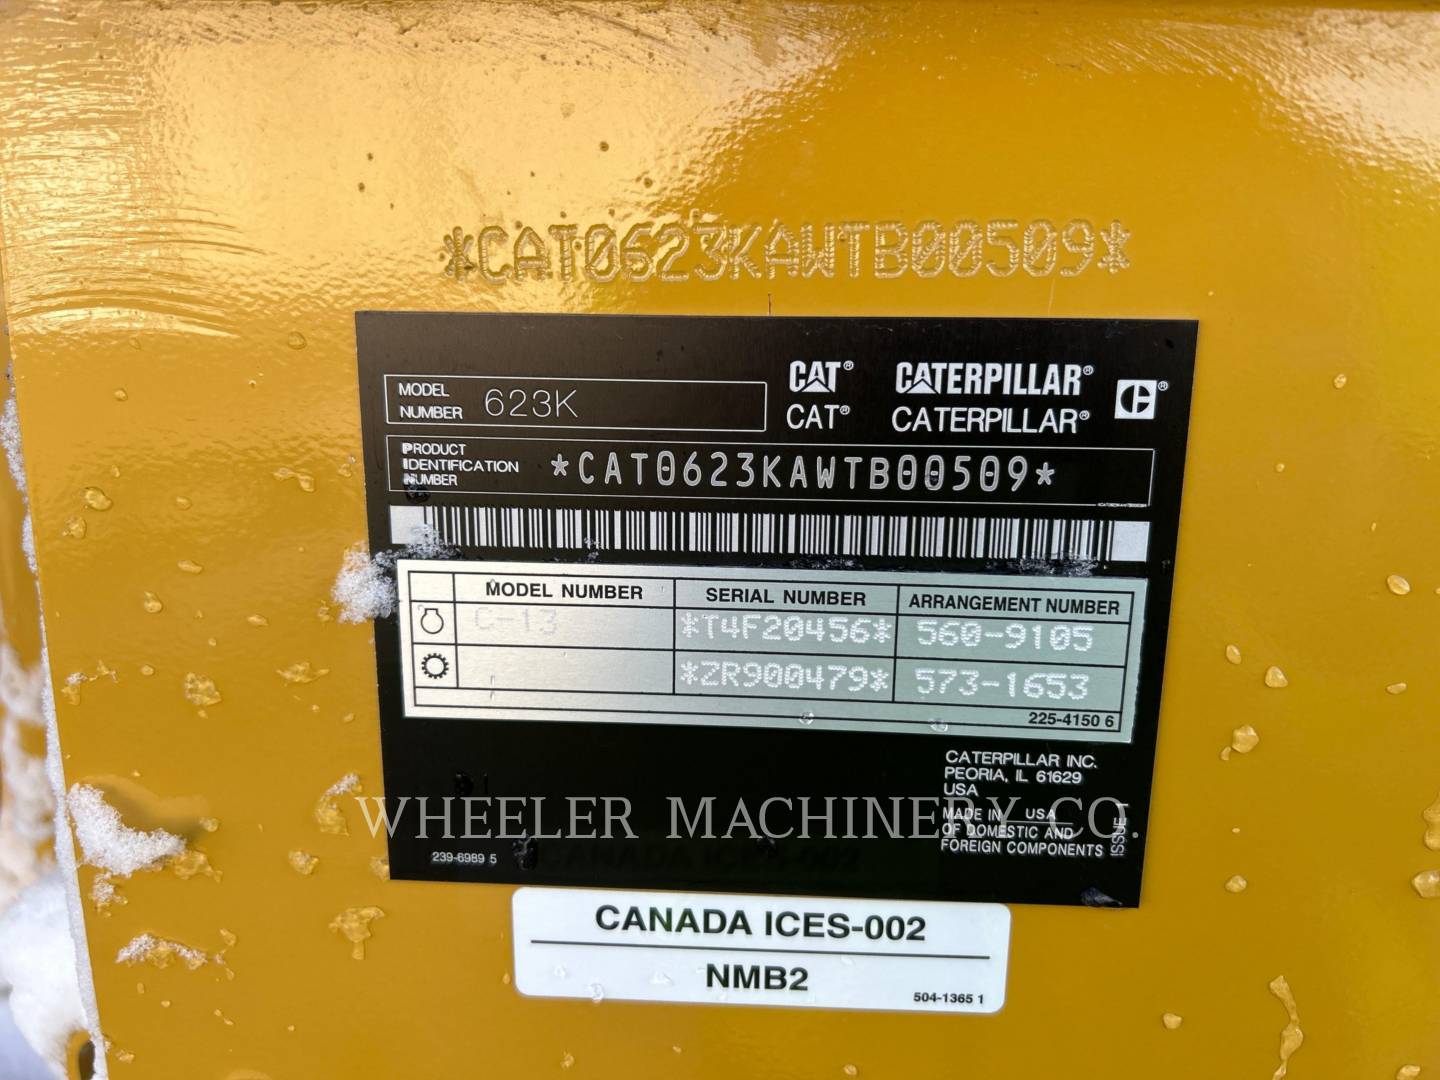 *CAT0623KAWTB00509*
MODEL NUMBER 623K
CAT® CATERPILLAR®
CAT® CATERPILLAR®
PRODUCT IDENTIFICATION NUMBER *CAT0623KAWTB00509*
MODEL NUMBER SERIAL NUMBER ARRANGEMENT NUMBER
C-13 *T4F20456* 560-9105
*ZR900479* 573-1653
225-4150 6
CATERPILLAR INC.
PEORIA, IL 61629
USA
MADE IN USA
OF DOMESTIC AND
FOREIGN COMPONENTS
ISSUE 1
239-6989 5
WHEELER MACHINERY CO.
CANADA ICES-002
NMB2
504-1365 1